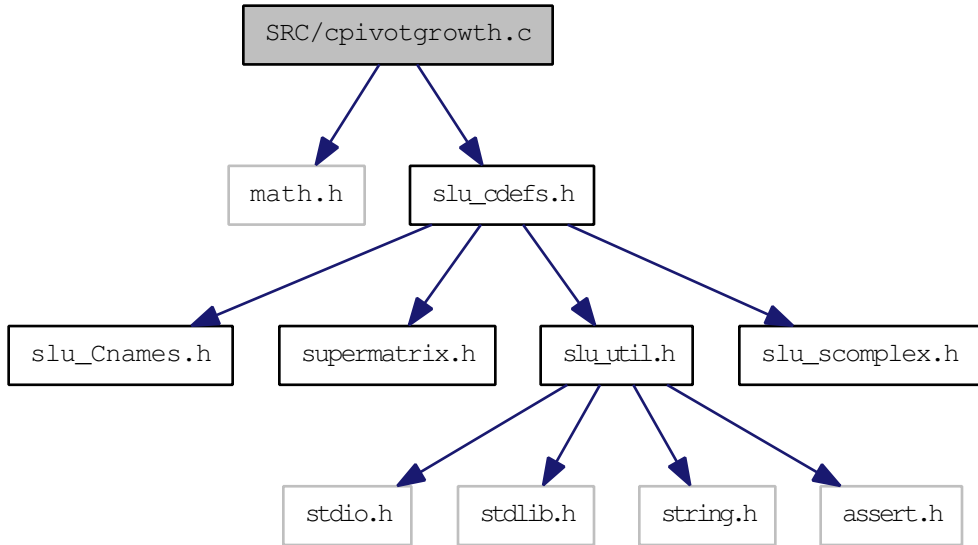 SRC/cpivotgrowth.c
math.h
slu_cdefs.h
slu_Cnames.h
supermatrix.h
slu_util.h
slu_scomplex.h
stdio.h
stdlib.h
string.h
assert.h